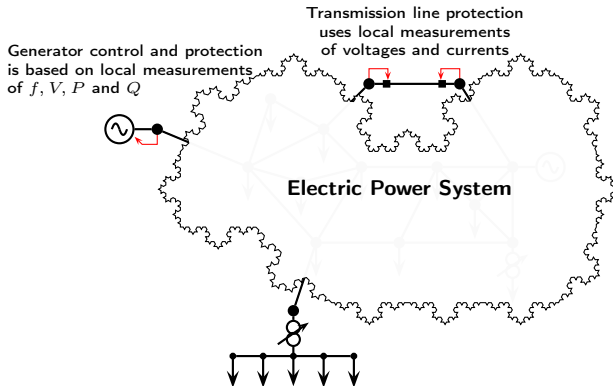 Transmission line protection
uses local measurements
of voltages and currents
Generator control and protection
is based on local measurements
of f, V, P and Q
Electric Power System